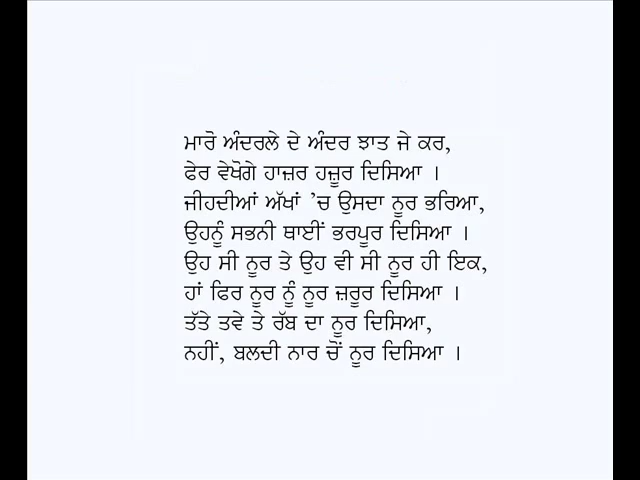 ਮਾਰੋ ਅੰਦਰਲੇ ਦੇ ਅੰਦਰ ਝਾਤ ਜੇ ਕਰ,
ਫੇਰ ਵੇਖੋਗੇ ਹਾਜ਼ਰ ਹਜ਼ੂਰ ਦਿਸਿਆ ।
ਜੀਹਦੀਆਂ ਅੱਖਾਂ ’ਚ ਉਸਦਾ ਨੂਰ ਭਰਿਆ,
ਉਹਨੂੰ ਸਭਨੀ ਥਾਈਂ ਭਰਪੂਰ ਦਿਸਿਆ ।
ਉਹ ਸੀ ਨੂਰ ਤੇ ਉਹ ਵੀ ਸੀ ਨੂਰ ਹੀ ਇਕ,
ਹਾਂ ਫਿਰ ਨੂਰ ਨੂੰ ਨੂਰ ਜ਼ਰੂਰ ਦਿਸਿਆ ।
ਤੱਤੇ ਤਵੇ ਤੇ ਰੱਬ ਦਾ ਨੂਰ ਦਿਸਿਆ,
ਨਹੀਂ, ਬਲਦੀ ਨਾਰ ਚੋਂ ਨੂਰ ਦਿਸਿਆ ।